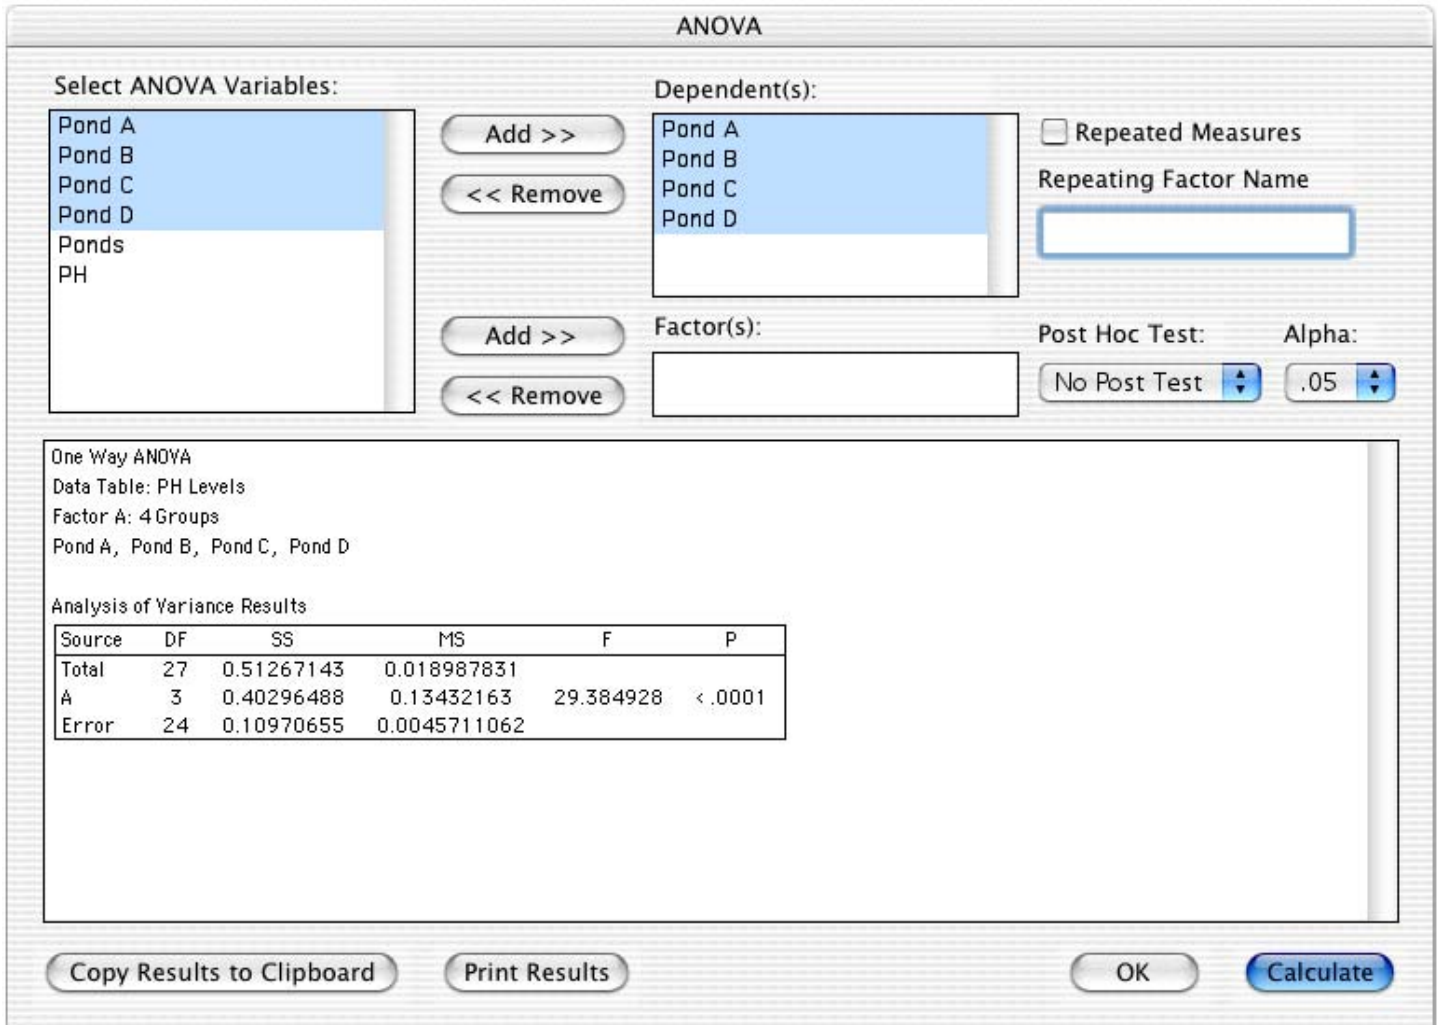 ANOVA
Select ANOVA Variables:
Pond A
Pond B
Pond C
Pond D
Ponds
PH
Add >>
<< Remove
Dependent(s):
Pond A
Pond B
Pond C
Pond D
Repeated Measures
Repeating Factor Name
Add >>
<< Remove
Factor(s):
Post Hoc Test: Alpha:
No Post Test .05
One Way ANOVA
Data Table: PH Levels
Factor A: 4 Groups
Pond A, Pond B, Pond C, Pond D
Analysis of Variance Results
Source DF SS MS F P
Total 27 0.51267143 0.018987831
A 3 0.40296488 0.13432163 29.384928 < .0001
Error 24 0.10970655 0.0045711062
Copy Results to Clipboard Print Results OK Calculate